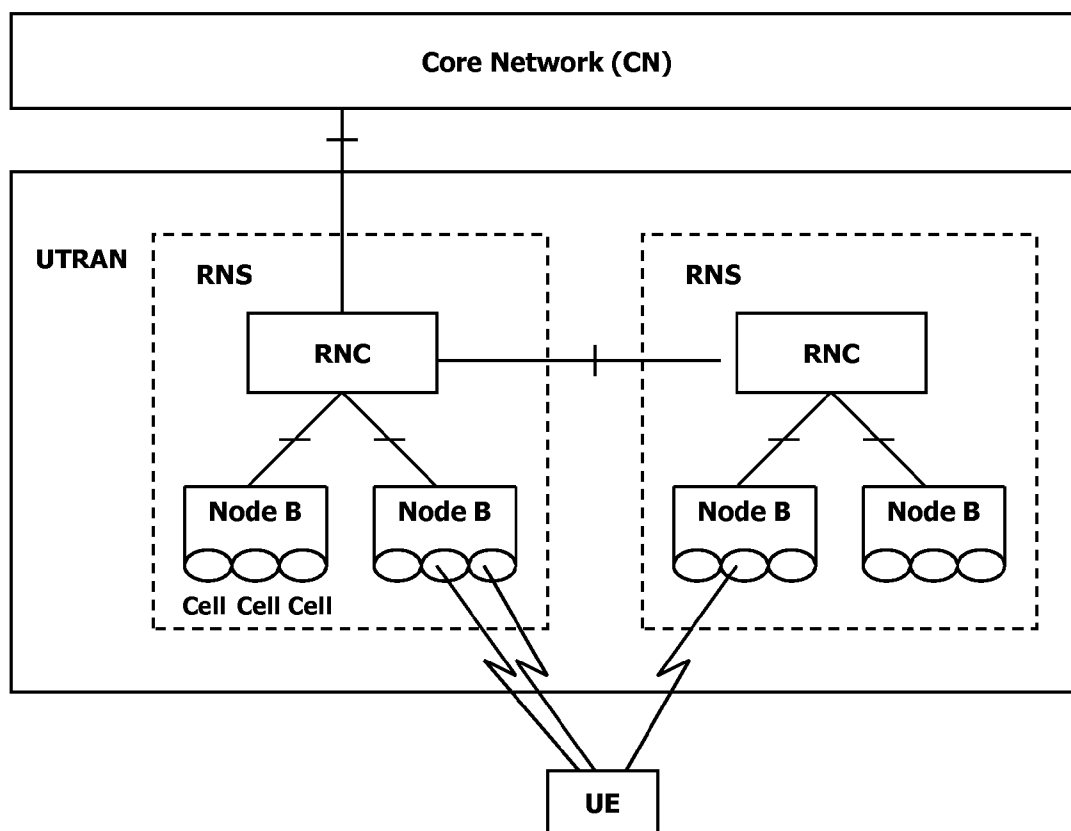 Core Network (CN)
UTRAN
RNS
RNS
RNC
RNC
Node B
Node B
Node B
Node B
Cell Cell Cell
UE